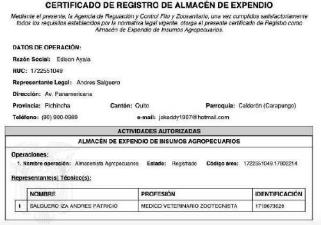 CERTIFICADO DE REGISTRO DE ALMACÉN DE EXPENDIO
Mediante el presente, la Agencia de Regulación y Control Fito y Zoosanitario, una vez cumplidos satisfactoriamente
todos los requisitos establecidos por la normativa legal vigente, otorga el presente certificado de Registro como
Almacén de Expendio de Insumos Agropecuarios.
DATOS DE OPERACIÓN:
Razón Social: Edison Ayala
RUC: 1722551049
Representante Legal: Andres Salguero
Dirección: Av. Panamericana
Provincia: Pichincha Cantón: Quito Parroquia: Calderón (Carapungo)
Teléfono: (90) 900-0989 e-mail: @hotmail.com
ACTIVIDADES AUTORIZADAS
ALMACÉN DE EXPENDIO DE INSUMOS AGROPECUARIOS
Operaciones:
1. Nombre operación: Almacenista Agropecuarios Estado: Registrado Código área: 1722551049.17002214
Representante(s) Técnico(s):
NOMBRE PROFESIÓN IDENTIFICACIÓN
1 SALGUERO IZA ANDRES PATRICIO MEDICO VETERINARIO ZOOTECNISTA